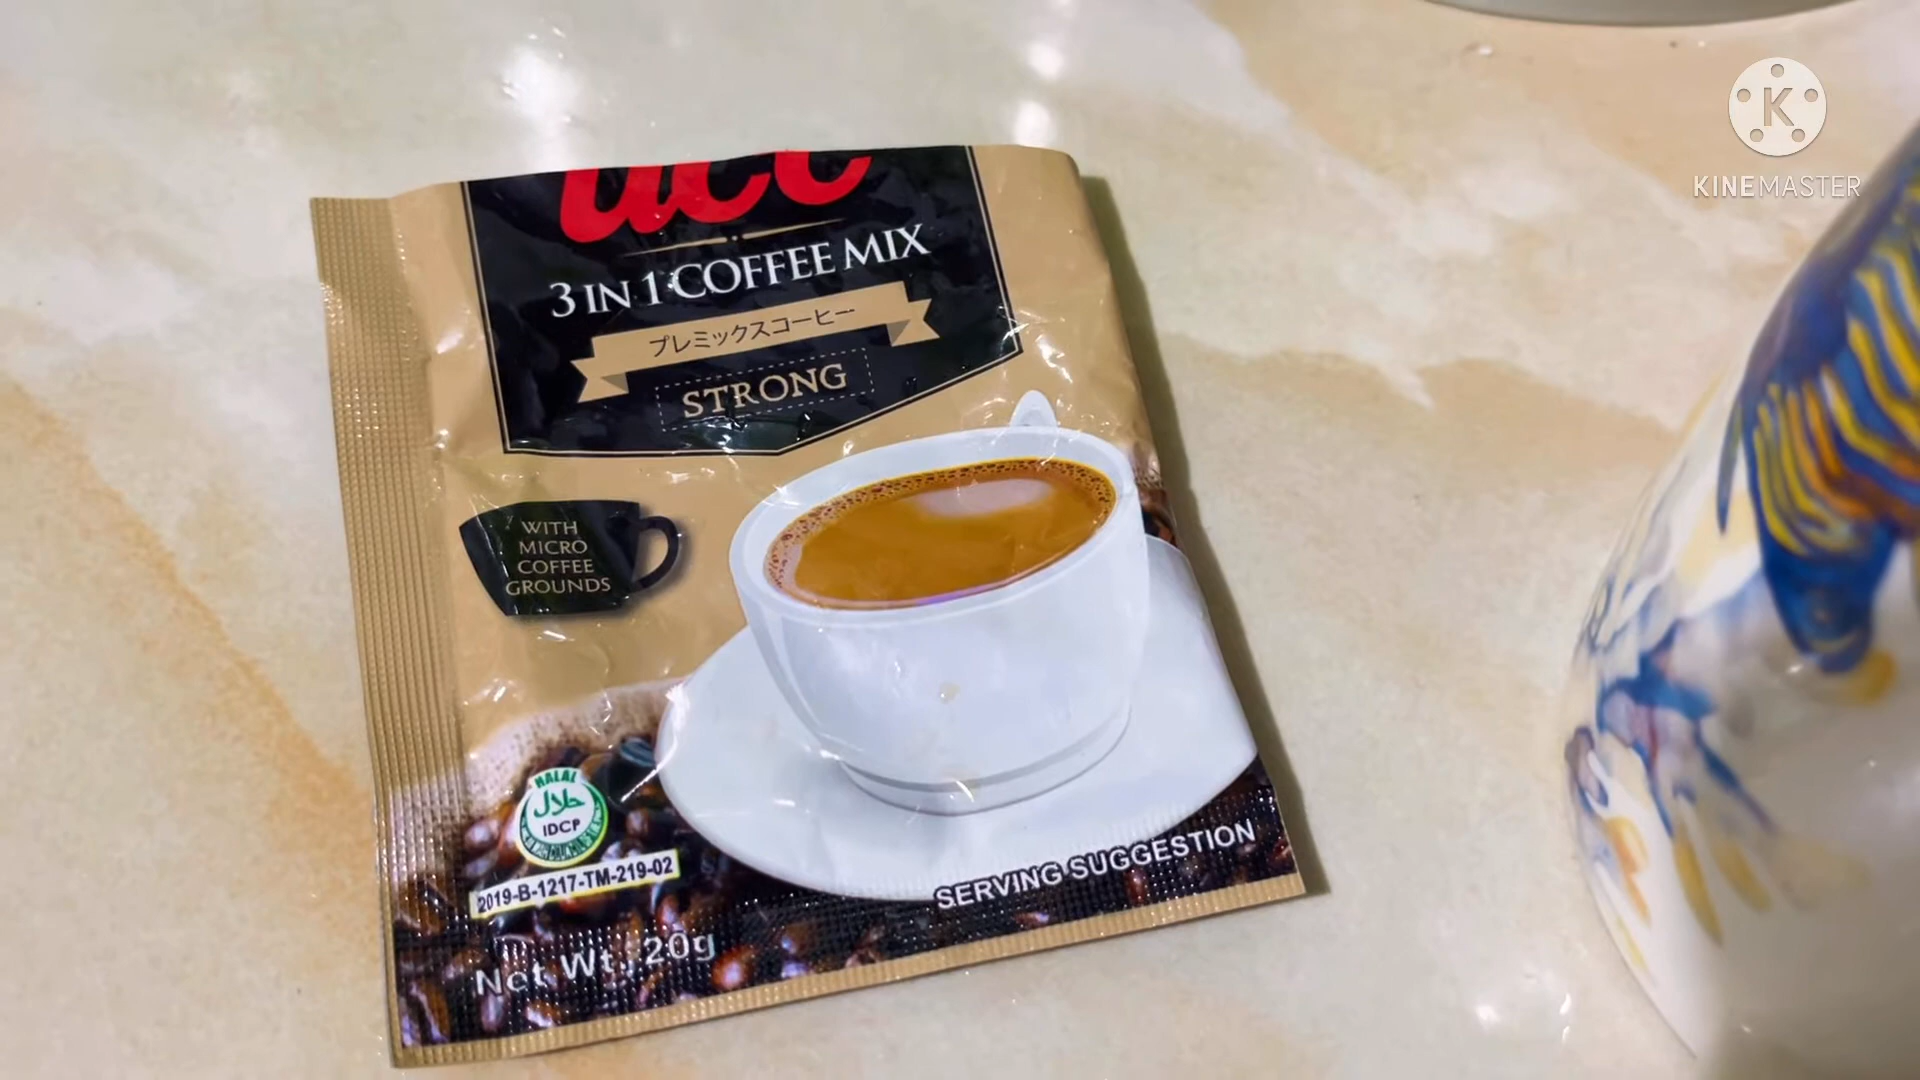 ucc
3 IN 1 COFFEE MIX
プレミックスコーヒー
STRONG
WITH
MICRO
COFFEE
GROUNDS
HALAL
حلال
IDCP
2019-B-1217-TM-219-02
SERVING SUGGESTION
Net Wt. 20g
K
KINEMASTER